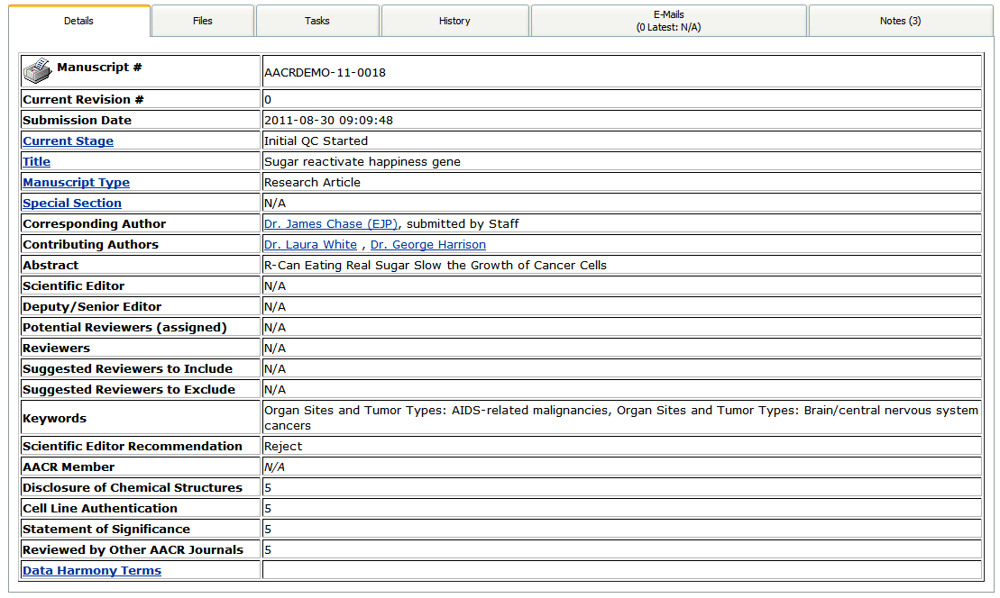 Details
Files
Tasks
History
E-Mails
(0 Latest: N/A)
Notes (3)
Manuscript #
AACRDEMO-11-0018
Current Revision #
0
Submission Date
2011-08-30 09:09:48
Current Stage
Initial QC Started
Title
Sugar reactivate happiness gene
Manuscript Type
Research Article
Special Section
N/A
Corresponding Author
Dr. James Chase (EJP), submitted by Staff
Contributing Authors
Dr. Laura White , Dr. George Harrison
Abstract
R-Can Eating Real Sugar Slow the Growth of Cancer Cells
Scientific Editor
N/A
Deputy/Senior Editor
N/A
Potential Reviewers (assigned)
N/A
Reviewers
N/A
Suggested Reviewers to Include
N/A
Suggested Reviewers to Exclude
N/A
Keywords
Organ Sites and Tumor Types: AIDS-related malignancies, Organ Sites and Tumor Types: Brain/central nervous system
cancers
Scientific Editor Recommendation
Reject
AACR Member
N/A
Disclosure of Chemical Structures
5
Cell Line Authentication
5
Statement of Significance
5
Reviewed by Other AACR Journals
5
Data Harmony Terms